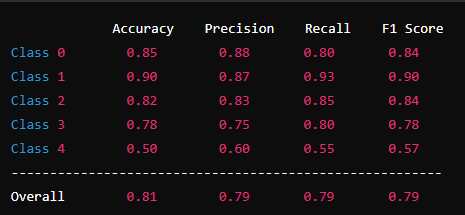 Accuracy Precision Recall F1 Score
Class 0 0.85 0.88 0.80 0.84
Class 1 0.90 0.87 0.93 0.90
Class 2 0.82 0.83 0.85 0.84
Class 3 0.78 0.75 0.80 0.78
Class 4 0.50 0.60 0.55 0.57
--------------------------------------------------------
Overall 0.81 0.79 0.79 0.79